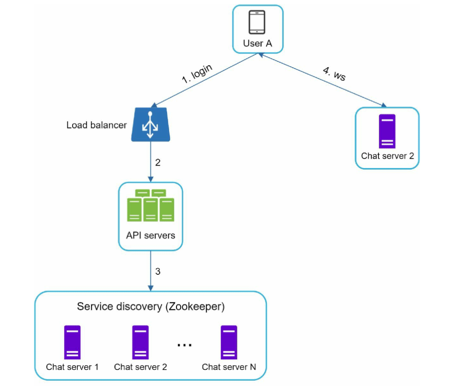 User A
1. login
4. ws
Load balancer
Chat server 2
2
API servers
3
Service discovery (Zookeeper)
...
Chat server 1 Chat server 2 Chat server N